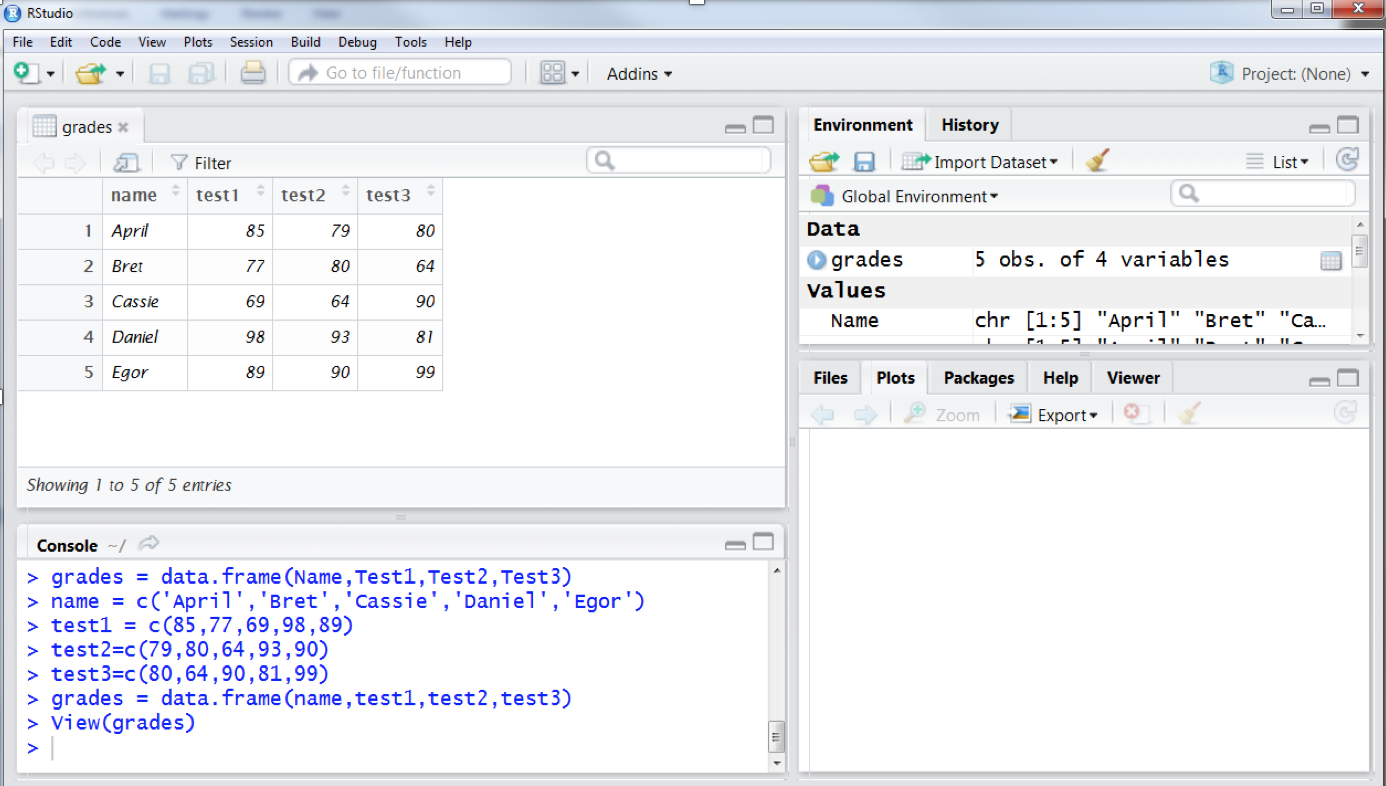 RStudio
File Edit Code View Plots Session Build Debug Tools Help
Go to file/function Addins Project: (None)
grades
Filter
name test1 test2 test3
1 April 85 79 80
2 Bret 77 80 64
3 Cassie 69 64 90
4 Daniel 98 93 81
5 Egor 89 90 99
Showing 1 to 5 of 5 entries
Console ~/
> grades = data.frame(Name,Test1,Test2,Test3)
> name = c('April','Bret','Cassie','Daniel','Egor')
> test1 = c(85,77,69,98,89)
> test2=c(79,80,64,93,90)
> test3=c(80,64,90,81,99)
> grades = data.frame(name,test1,test2,test3)
> View(grades)
>
Environment History
Import Dataset List
Global Environment
Data
grades 5 obs. of 4 variables
Values
Name chr [1:5] "April" "Bret" "Ca…
Files Plots Packages Help Viewer
Zoom Export